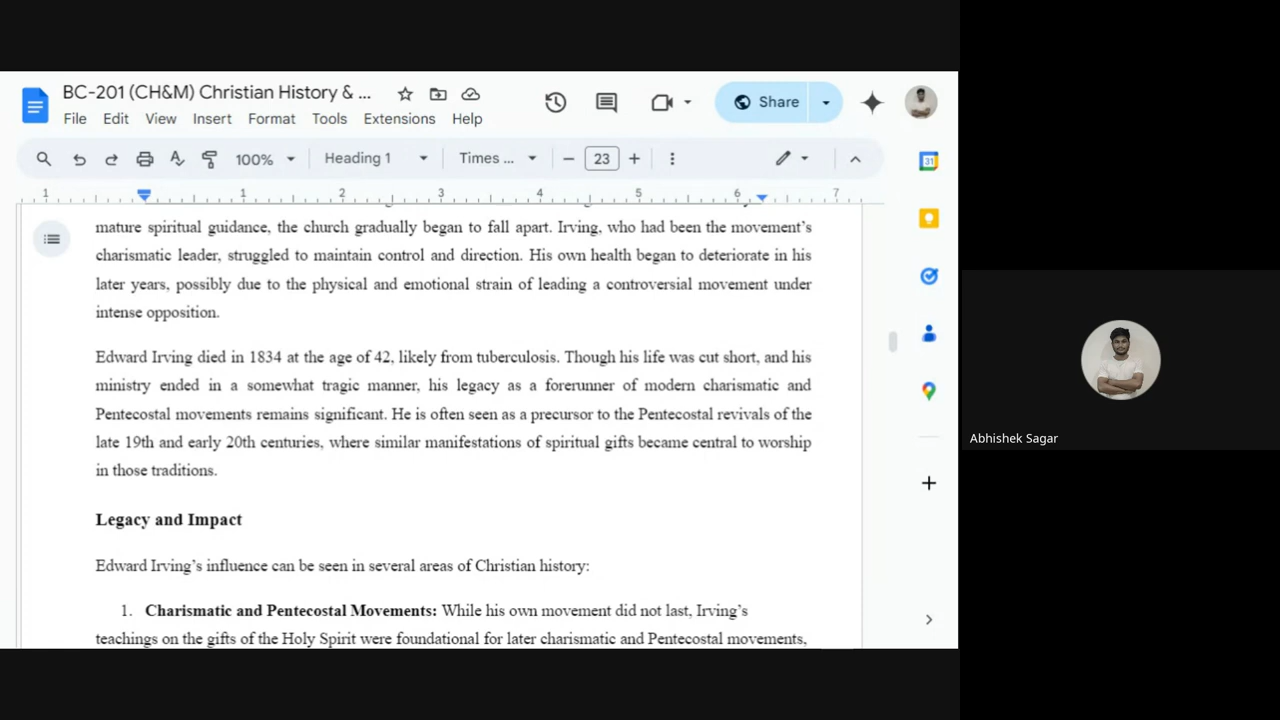 BC-201 (CH&M) Christian History & ...
Share
File Edit View Insert Format Tools Extensions Help
100% Heading 1 Times ... 23
1 1 2 3 4 5 6 7
mature spiritual guidance, the church gradually began to fall apart. Irving, who had been the movement’s
charismatic leader, struggled to maintain control and direction. His own health began to deteriorate in his
later years, possibly due to the physical and emotional strain of leading a controversial movement under
intense opposition.
Edward Irving died in 1834 at the age of 42, likely from tuberculosis. Though his life was cut short, and his
ministry ended in a somewhat tragic manner, his legacy as a forerunner of modern charismatic and
Pentecostal movements remains significant. He is often seen as a precursor to the Pentecostal revivals of the
late 19th and early 20th centuries, where similar manifestations of spiritual gifts became central to worship
in those traditions.
Legacy and Impact
Edward Irving’s influence can be seen in several areas of Christian history:
1. Charismatic and Pentecostal Movements: While his own movement did not last, Irving’s
teachings on the gifts of the Holy Spirit were foundational for later charismatic and Pentecostal movements,
31
Abhishek Sagar